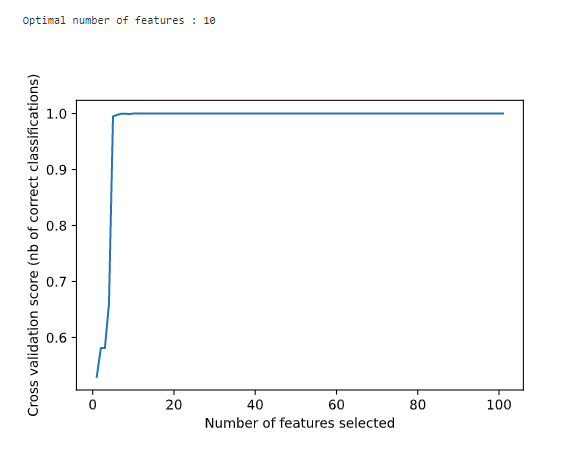 Optimal number of features : 10
Cross validation score (nb of correct classifications)
1.0
0.9
0.8
0.7
0.6
0 20 40 60 80 100
Number of features selected